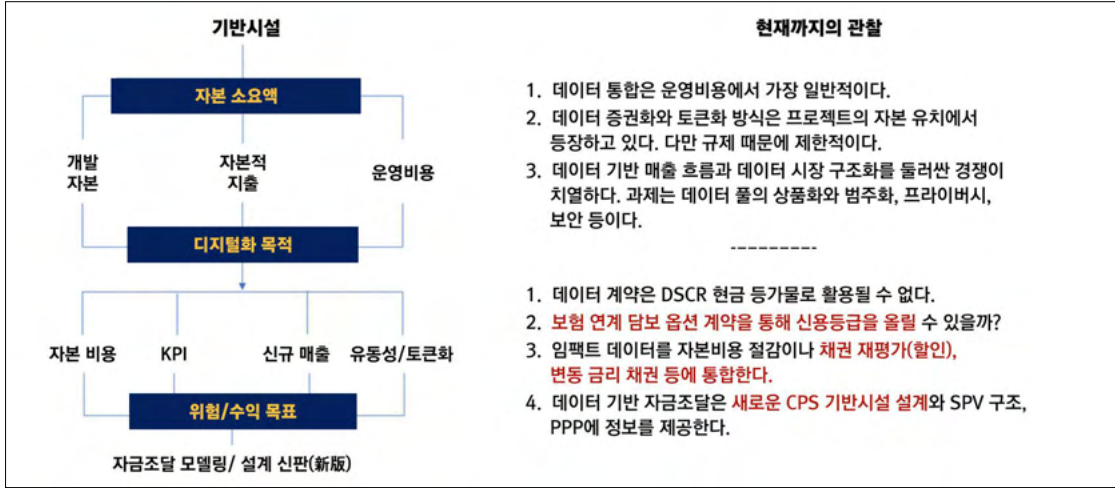 기반시설
자본 소요액
개발
자본
자본적
지출
운영비용
디지털화 목적
자본 비용
KPI
신규 매출
유동성/토큰화
위험/수익 목표
자금조달 모델링/ 설계 신판(新版)
현재까지의 관찰
1. 데이터 통합은 운영비용에서 가장 일반적이다.
2. 데이터 증권화와 토큰화 방식은 프로젝트의 자본 유치에서
등장하고 있다. 다만 규제 때문에 제한적이다.
3. 데이터 기반 매출 흐름과 데이터 시장 구조화를 둘러싼 경쟁이
치열하다. 과제는 데이터 풀의 상품화와 범주화, 프라이버시,
보안 등이다.
---------
1. 데이터 계약은 DSCR 현금 등가물로 활용될 수 없다.
2. 보험 연계 담보 옵션 계약을 통해 신용등급을 올릴 수 있을까?
3. 임팩트 데이터를 자본비용 절감이나 채권 재평가(할인),
변동 금리 채권 등에 통합한다.
4. 데이터 기반 자금조달은 새로운 CPS 기반시설 설계와 SPV 구조,
PPP에 정보를 제공한다.